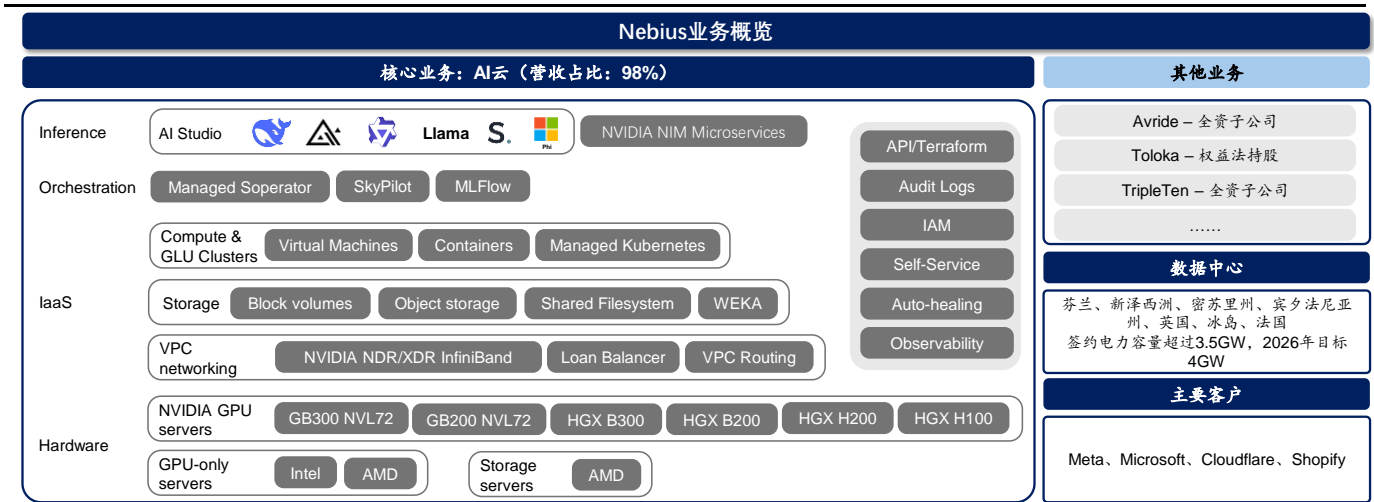 Nebius业务概览
核心业务：AI云（营收占比：98%）
Inference
AI Studio
Llama
S.
Phi
NVIDIA NIM Microservices
Orchestration
Managed Soperator
SkyPilot
MLFlow
IaaS
Compute &
GLU Clusters
Virtual Machines
Containers
Managed Kubernetes
Storage
Block volumes
Object storage
Shared Filesystem
WEKA
VPC
networking
NVIDIA NDR/XDR InfiniBand
Loan Balancer
VPC Routing
Hardware
NVIDIA GPU
servers
GB300 NVL72
GB200 NVL72
HGX B300
HGX B200
HGX H200
HGX H100
GPU-only
servers
Intel
AMD
Storage
servers
AMD
API/Terraform
Audit Logs
IAM
Self-Service
Auto-healing
Observability
其他业务
Avride – 全资子公司
Toloka – 权益法持股
TripleTen – 全资子公司
……
数据中心
芬兰、新泽西洲、密苏里州、宾夕法尼亚
州、英国、冰岛、法国
签约电力容量超过3.5GW，2026年目标
4GW
主要客户
Meta、Microsoft、Cloudflare、Shopify